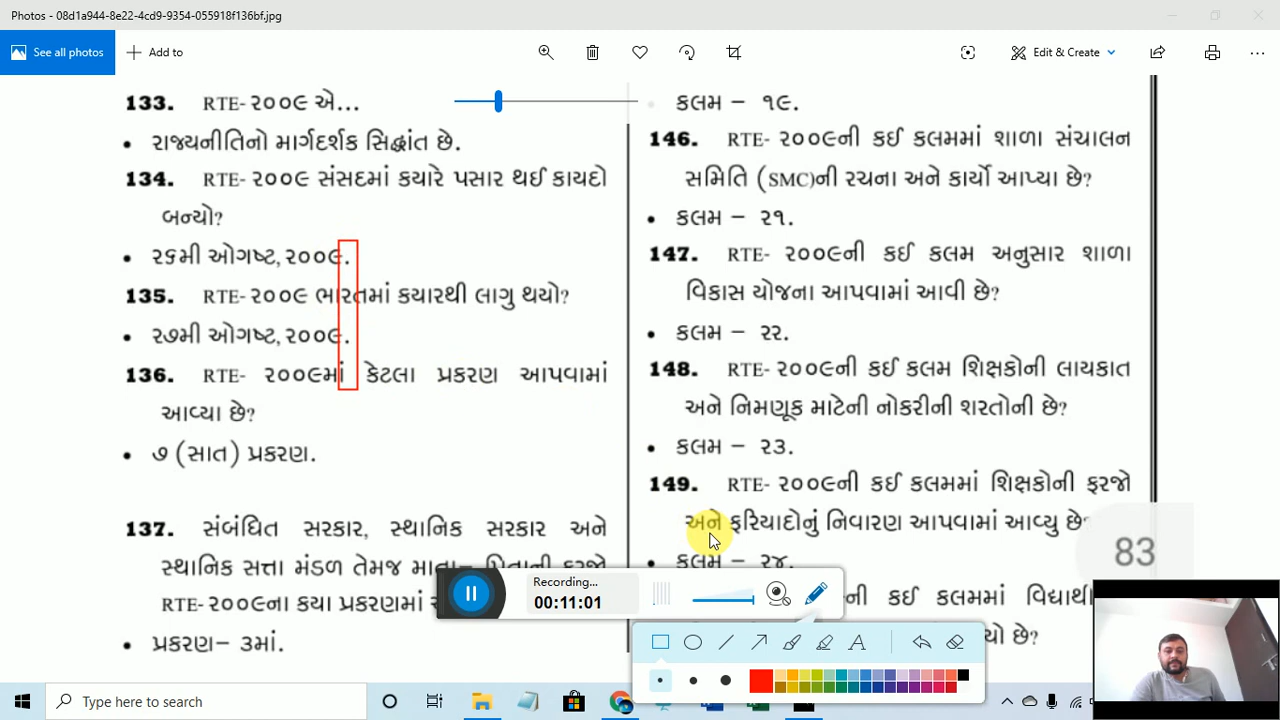 Photos - 08d1a944-8e22-4cd9-9354-055918f136bf.jpg
See all photos
Add to
Edit & Create
133. RTE-૨૦૦૯ એ...
• રાજ્યનીતિનો માર્ગદર્શક સિદ્ધાંત છે.
134. RTE- ૨૦૦૯ સંસદમાં કયારે પસાર થઈ કાયદો
બન્યો?
• ૨૬મી ઓગષ્ટ, ૨૦૦૯.
135. RTE-૨૦૦૯ ભારતમાં કયારથી લાગુ થયો?
• ૨૭મી ઓગષ્ટ, ૨૦૦૯.
136. RTE- ૨૦૦૯માં કેટલા પ્રકરણ આપવામાં
આવ્યા છે?
• ૭ (સાત) પ્રકરણ.
137. સંબંધિત સરકાર, સ્થાનિક સરકાર અને
સ્થાનિક સત્તા મંડળ તેમજ માતા- પિતાની ફરજો
RTE-૨૦૦૯ના કયા પ્રકરણમાં
• પ્રકરણ- ૩માં.
કલમ - ૧૯.
146. RTE- ૨૦૦૯ની કઈ કલમમાં શાળા સંચાલન
સમિતિ (SMC)ની રચના અને કાર્યો આપ્યા છે?
• કલમ - ૨૧.
147. RTE- ૨૦૦૯ની કઈ કલમ અનુસાર શાળા
વિકાસ યોજના આપવામાં આવી છે?
• કલમ - ૨૨.
148. RTE- ૨૦૦૯ની કઈ કલમ શિક્ષકોની લાયકાત
અને નિમણૂક માટેની નોકરીની શરતોની છે?
• કલમ - ૨૩.
149. RTE- ૨૦૦૯ની કઈ કલમમાં શિક્ષકોની ફરજો
અને ફરિયાદોનું નિવારણ આપવામાં આવ્યુ છે
• કલમ - ૨૪.
ની કઈ કલમમાં
છે?
83
Recording...
00:11:01
A
Type here to search